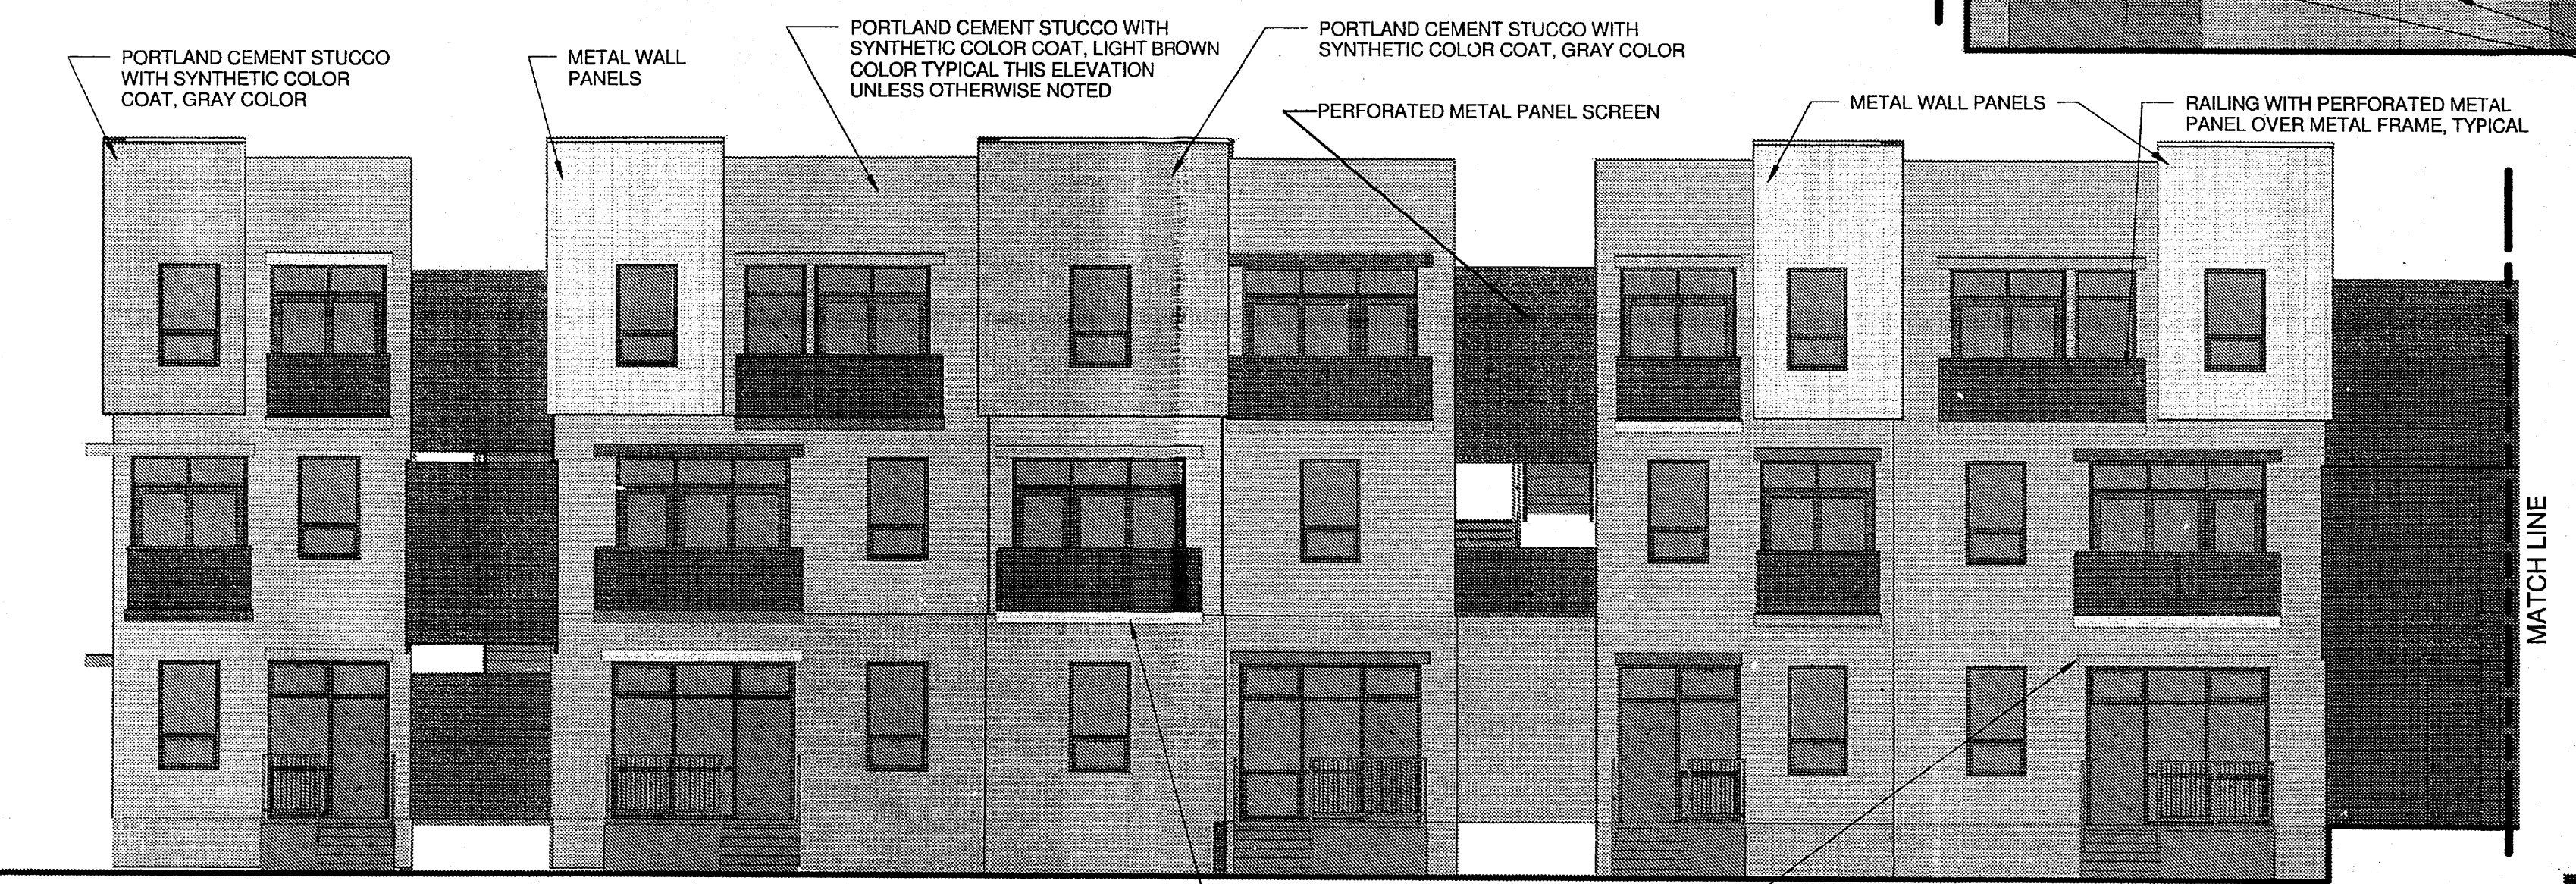 PORTLAND CEMENT STUCCO
WITH SYNTHETIC COLOR
COAT, GRAY COLOR
METAL WALL
PANELS
PORTLAND CEMENT STUCCO WITH
SYNTHETIC COLOR COAT, LIGHT BROWN
COLOR TYPICAL THIS ELEVATION
UNLESS OTHERWISE NOTED
PORTLAND CEMENT STUCCO WITH
SYNTHETIC COLOR COAT, GRAY COLOR
PERFORATED METAL PANEL SCREEN
METAL WALL PANELS
RAILING WITH PERFORATED METAL
PANEL OVER METAL FRAME, TYPICAL
MATCH LINE